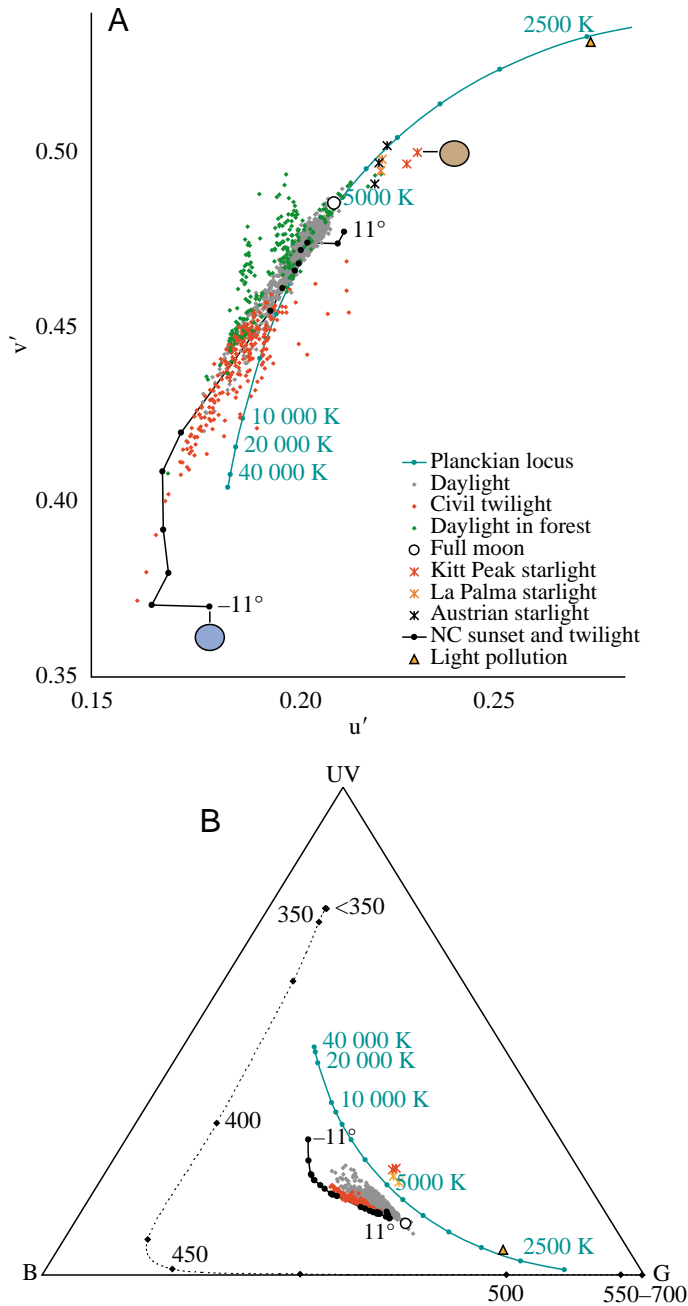 A
2500 K
0.50
5000 K
11°
v′
0.45
10 000 K
20 000 K
40 000 K
Planckian locus
Daylight
0.40
Civil twilight
Daylight in forest
Full moon
Kitt Peak starlight
La Palma starlight
–11°
Austrian starlight
NC sunset and twilight
Light pollution
0.35
0.15
0.20
0.25
u′
UV
B
350
<350
40 000 K
20 000 K
10 000 K
400
–11°
5000 K
11°
450
2500 K
B
G
500
550–700